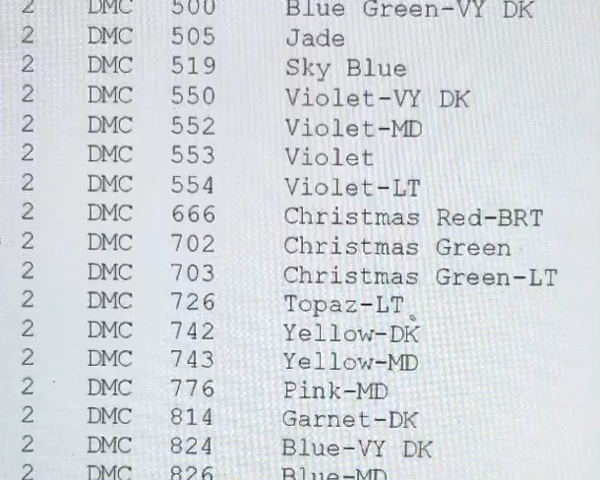 2 DMC 500 Blue Green-VY DK
2 DMC 505 Jade
2 DMC 519 Sky Blue
2 DMC 550 Violet-VY DK
2 DMC 552 Violet-MD
2 DMC 553 Violet
2 DMC 554 Violet-LT
2 DMC 666 Christmas Red-BRT
2 DMC 702 Christmas Green
2 DMC 703 Christmas Green-LT
2 DMC 726 Topaz-LT
2 DMC 742 Yellow-DK
2 DMC 743 Yellow-MD
2 DMC 776 Pink-MD
2 DMC 814 Garnet-DK
2 DMC 824 Blue-VY DK
2 DMC 826 Blue-MD